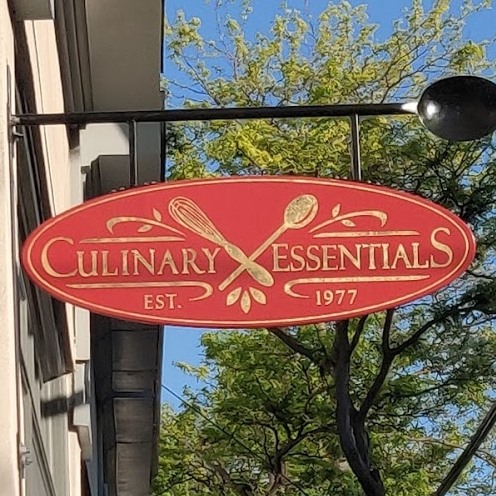 CULINARY ESSENTIALS
EST. 1977